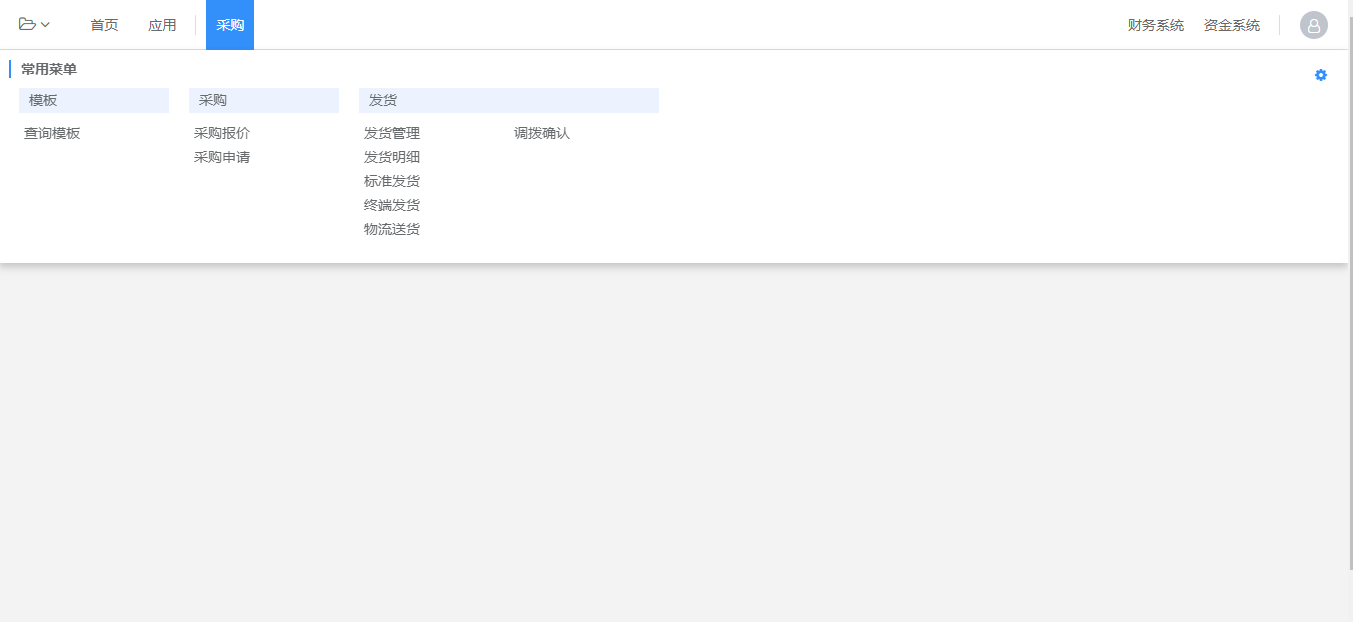 首页 应用 采购 财务系统 资金系统
常用菜单
模板 采购 发货
查询模板 采购报价 发货管理 调拨确认
采购申请 发货明细
标准发货
终端发货
物流送货